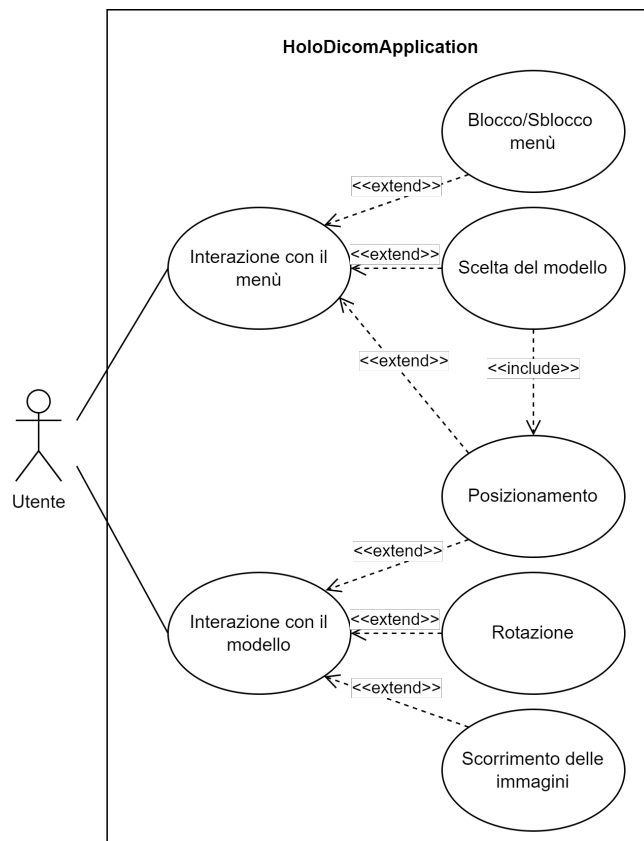 HoloDicomApplication
Blocco/Sblocco
menù
<<extend>>
Interazione con il
menù
<<extend>>
Scelta del modello
<<extend>>
<<include>>
Utente
Posizionamento
<<extend>>
Interazione con il
modello
<<extend>>
Rotazione
<<extend>>
Scorrimento delle
immagini